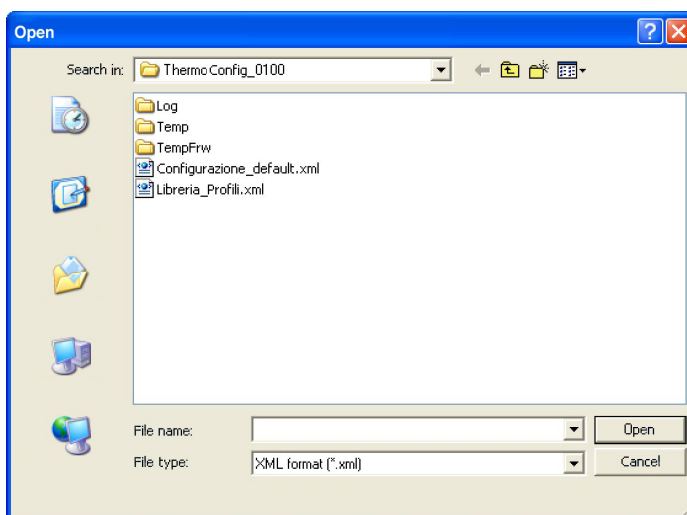 Open
Search in: ThermoConfig_0100
Log
Temp
TempFrw
Configurazione_default.xml
Libreria_Profili.xml
File name: Open
File type: XML format (*.xml) Cancel